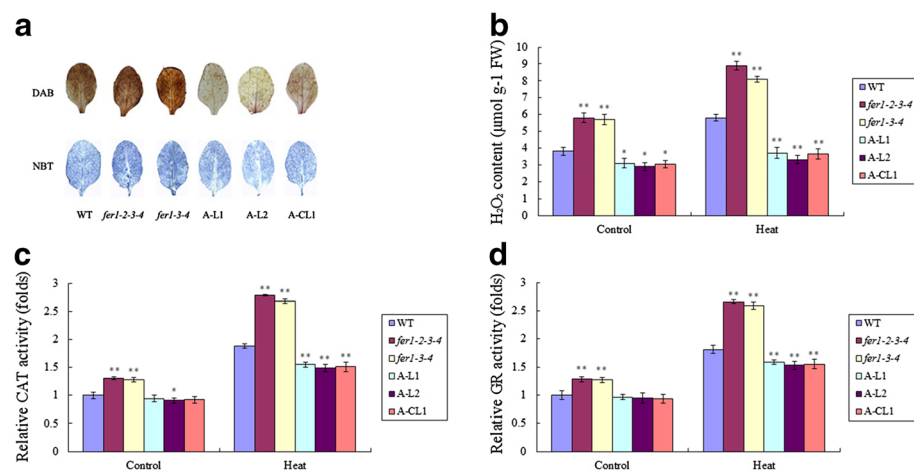 a
DAB
NBT
WT fer1-2-3-4 fer1-3-4 A-L1 A-L2 A-CL1
b
H₂O₂ content (µmol g-1 FW)
10
9
8
7
6
5
4
3
2
1
0
** ** * * *
** ** ** ** **
Control Heat
WT
fer1-2-3-4
fer1-3-4
A-L1
A-L2
A-CL1
c
Relative CAT activity (folds)
3
2.5
2
1.5
1
0.5
0
** ** *
** ** ** ** **
Control Heat
WT
fer1-2-3-4
fer1-3-4
A-L1
A-L2
A-CL1
d
Relative GR activity (folds)
3
2.5
2
1.5
1
0.5
0
** **
** ** ** ** **
Control Heat
WT
fer1-2-3-4
fer1-3-4
A-L1
A-L2
A-CL1